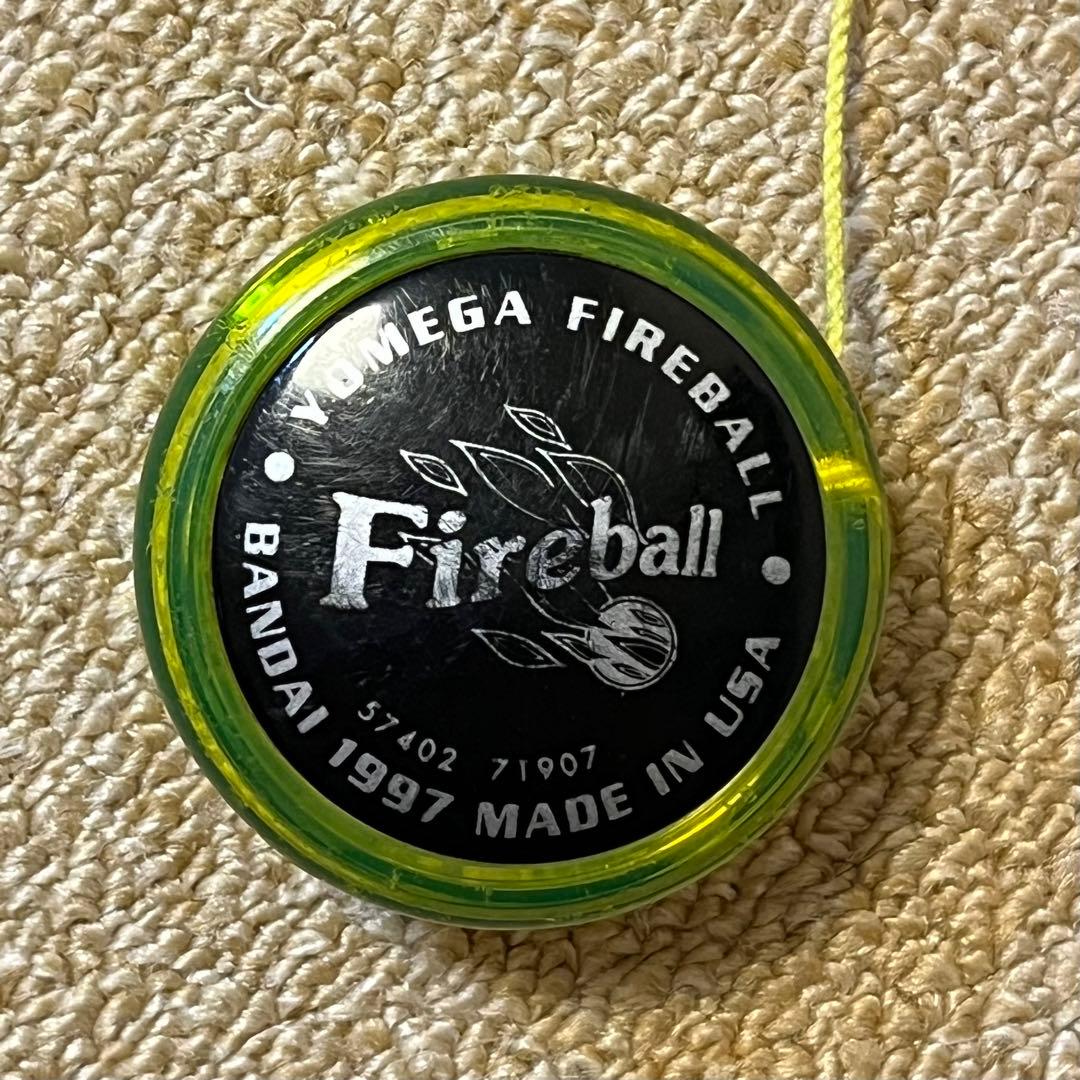 YOMEGA FIREBALL
Fireball
57402 71907
BANDAI 1997 MADE IN USA